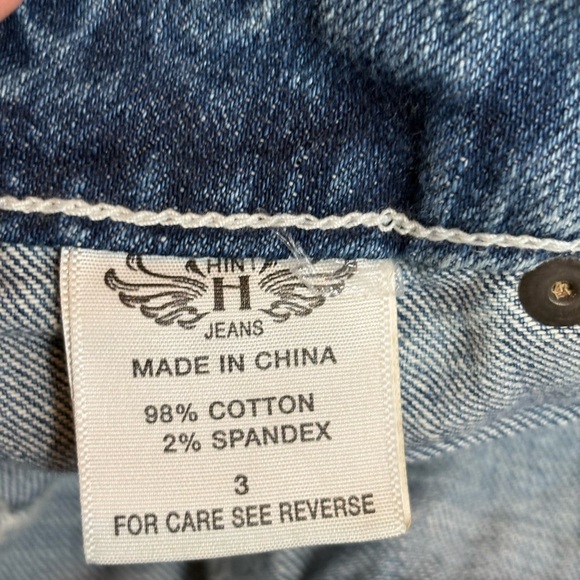 HINT
H
JEANS
MADE IN CHINA
98% COTTON
2% SPANDEX
3
FOR CARE SEE REVERSE